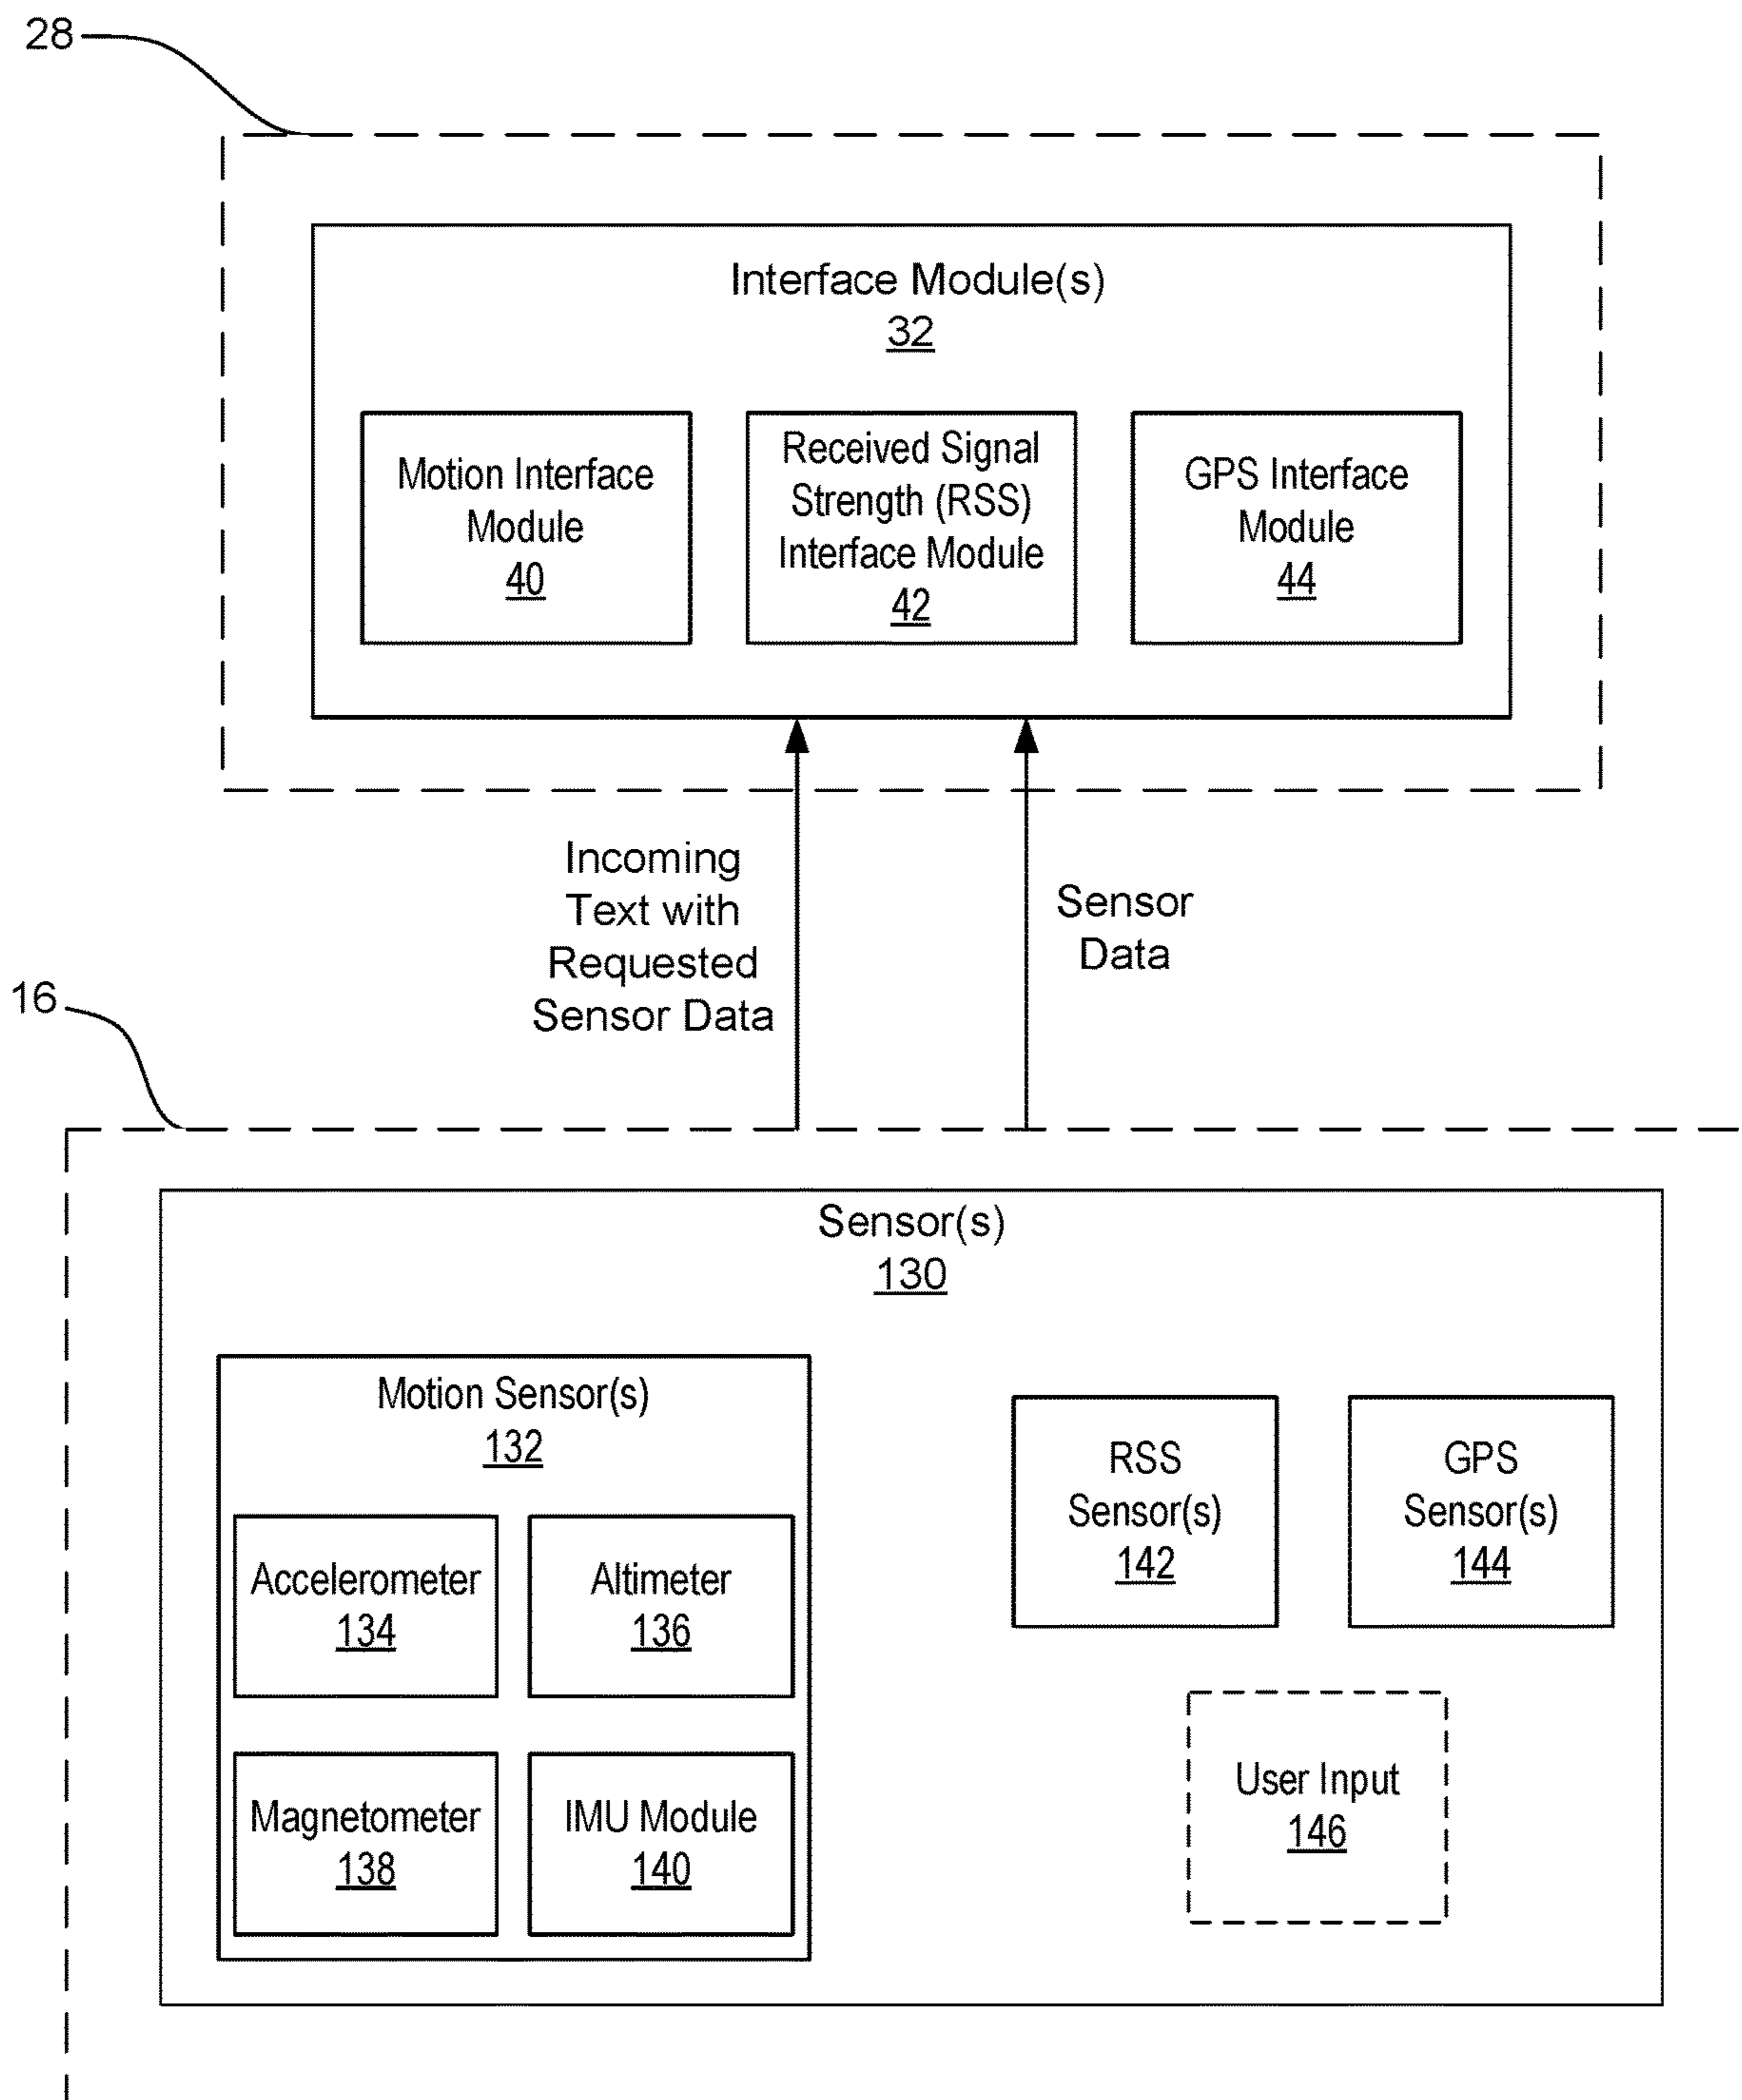 28
Interface Module(s)
32
Motion Interface
Module
40
Received Signal
Strength (RSS)
Interface Module
42
GPS Interface
Module
44
Incoming
Text with
Requested
Sensor Data
Sensor
Data
16
Sensor(s)
130
Motion Sensor(s)
132
Accelerometer
134
Altimeter
136
Magnetometer
138
IMU Module
140
RSS
Sensor(s)
142
GPS
Sensor(s)
144
User Input
146